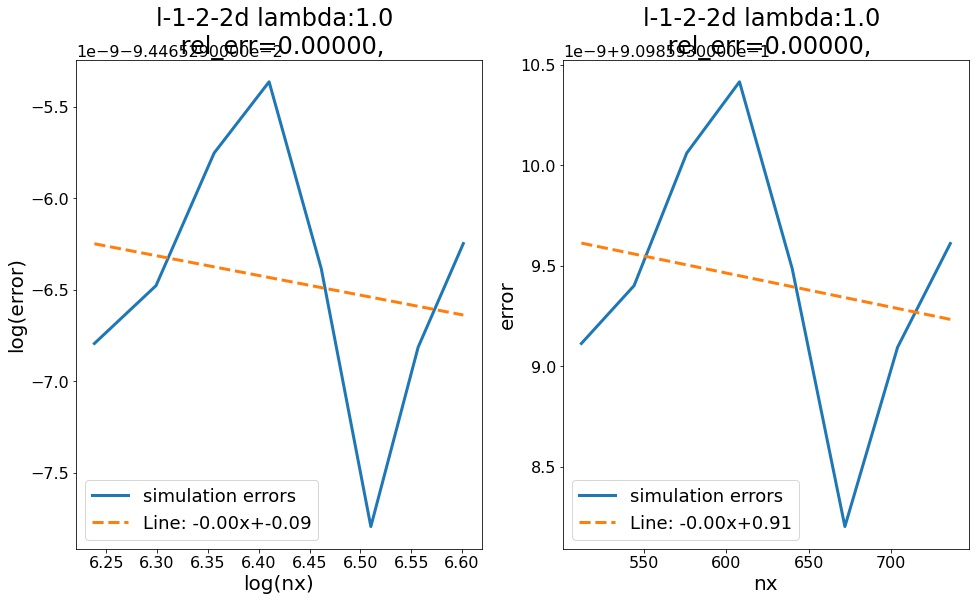 l-1-2-2d lambda:1.0
rel_err=0.00000,
1e−9−9.4465290000e−2
−5.5
−6.0
−6.5
−7.0
−7.5
log(error)
simulation errors
Line: -0.00x+-0.09
6.25 6.30 6.35 6.40 6.45 6.50 6.55 6.60
log(nx)
l-1-2-2d lambda:1.0
rel_err=0.00000,
1e−9+9.0985930000e−1
10.5
10.0
9.5
9.0
8.5
error
simulation errors
Line: -0.00x+0.91
550 600 650 700
nx